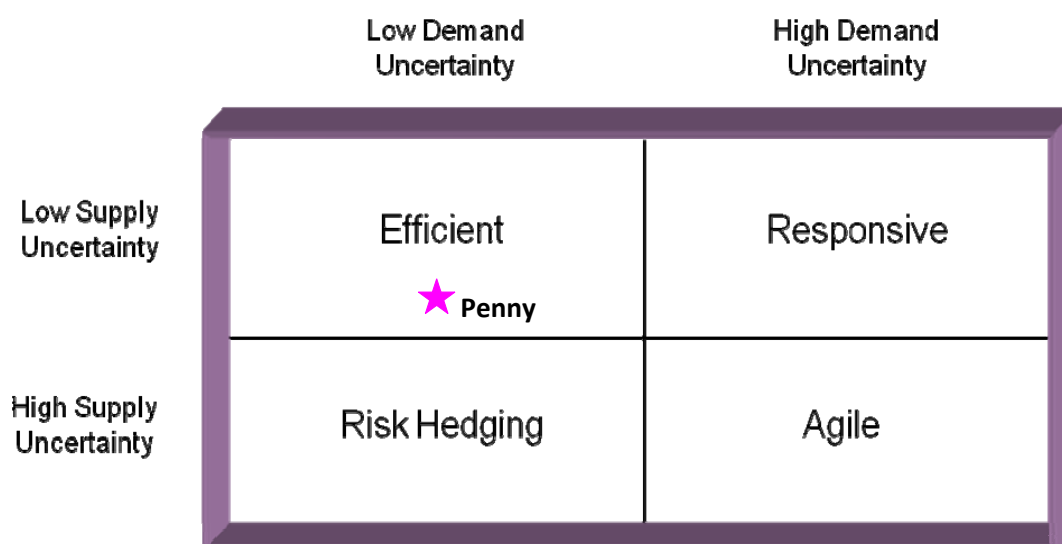 Low Demand
Uncertainty
High Demand
Uncertainty
Low Supply
Uncertainty
Efficient
Responsive
Penny
High Supply
Uncertainty
Risk Hedging
Agile